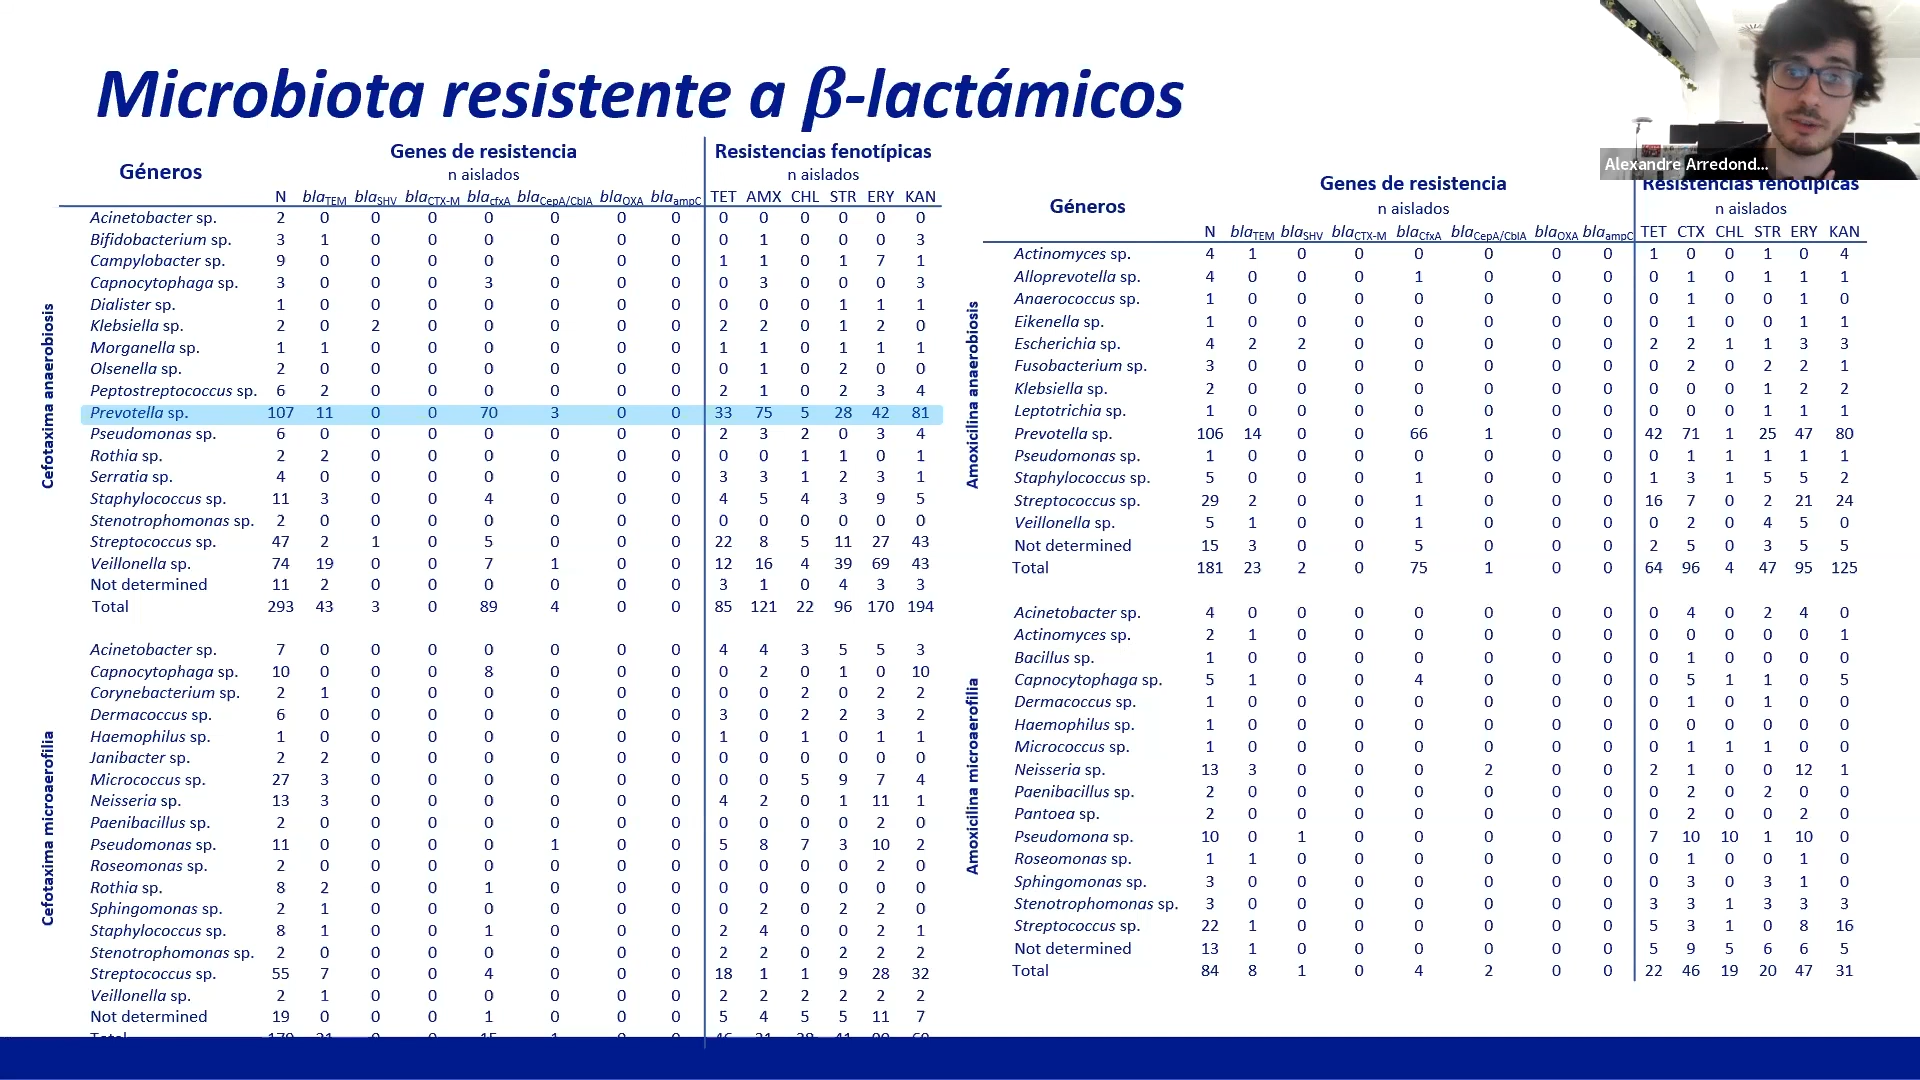 Microbiota resistente a β-lactámicos
Alexandre Arredond...
Cefotaxima anaerobiosis
Géneros Genes de resistencia Resistencias fenotípicas
n aislados n aislados
N blaTEM blaSHV blaCTX-M blacfxA blaCepA/CblA blaOXA blaampC TET AMX CHL STR ERY KAN
Acinetobacter sp. 2 0 0 0 0 0 0 0 0 0 0 0 0 0
Bifidobacterium sp. 3 1 0 0 0 0 0 0 0 1 0 0 0 3
Campylobacter sp. 9 0 0 0 0 0 0 0 1 1 0 1 7 1
Capnocytophaga sp. 3 0 0 0 3 0 0 0 0 3 0 0 0 3
Dialister sp. 1 0 0 0 0 0 0 0 0 0 0 1 1 1
Klebsiella sp. 2 0 2 0 0 0 0 0 2 2 0 1 2 0
Morganella sp. 1 1 0 0 0 0 0 0 1 1 0 1 1 1
Olsenella sp. 2 0 0 0 0 0 0 0 0 1 0 2 0 0
Peptostreptococcus sp. 6 2 0 0 0 0 0 0 2 1 0 2 3 4
Prevotella sp. 107 11 0 0 70 3 0 0 33 75 5 28 42 81
Pseudomonas sp. 6 0 0 0 0 0 0 0 2 3 2 0 3 4
Rothia sp. 2 2 0 0 0 0 0 0 0 0 1 1 0 1
Serratia sp. 4 0 0 0 0 0 0 0 3 3 1 2 3 1
Staphylococcus sp. 11 3 0 0 4 0 0 0 4 5 4 3 9 5
Stenotrophomonas sp. 2 0 0 0 0 0 0 0 0 0 0 0 0 0
Streptococcus sp. 47 2 1 0 5 0 0 0 22 8 5 11 27 43
Veillonella sp. 74 19 0 0 7 1 0 0 12 16 4 39 69 43
Not determined 11 2 0 0 0 0 0 0 3 1 0 4 3 3
Total 293 43 3 0 89 4 0 0 85 121 22 96 170 194
Cefotaxima microaerofilia
Acinetobacter sp. 7 0 0 0 0 0 0 0 4 4 3 5 5 3
Capnocytophaga sp. 10 0 0 0 8 0 0 0 0 2 0 1 0 10
Corynebacterium sp. 2 1 0 0 0 0 0 0 0 0 2 0 2 2
Dermacoccus sp. 6 0 0 0 0 0 0 0 3 0 2 2 3 2
Haemophilus sp. 1 0 0 0 0 0 0 0 1 0 1 0 1 1
Janibacter sp. 2 2 0 0 0 0 0 0 0 0 0 0 0 0
Micrococcus sp. 27 3 0 0 0 0 0 0 0 0 5 9 7 4
Neisseria sp. 13 3 0 0 0 0 0 0 4 2 0 1 11 1
Paenibacillus sp. 2 0 0 0 0 0 0 0 0 0 0 0 2 0
Pseudomonas sp. 11 0 0 0 0 1 0 0 5 8 7 3 10 2
Roseomonas sp. 2 0 0 0 0 0 0 0 0 0 0 0 2 0
Rothia sp. 8 2 0 0 1 0 0 0 0 0 0 0 0 0
Sphingomonas sp. 2 1 0 0 0 0 0 0 0 2 0 2 2 0
Staphylococcus sp. 8 1 0 0 1 0 0 0 2 4 0 0 2 1
Stenotrophomonas sp. 2 0 0 0 0 0 0 0 2 2 0 2 2 2
Streptococcus sp. 55 7 0 0 4 0 0 0 18 1 1 9 28 32
Veillonella sp. 2 1 0 0 0 0 0 0 2 2 2 2 2 2
Not determined 19 0 0 0 1 0 0 0 5 4 5 5 11 7
Amoxicilina anaerobiosis
Géneros Genes de resistencia Resistencias fenotípicas
n aislados n aislados
N blaTEM blaSHV blaCTX-M blaCfxA blaCepA/CblA blaOXA blaampC TET CTX CHL STR ERY KAN
Actinomyces sp. 4 1 0 0 0 0 0 0 1 0 0 1 0 4
Alloprevotella sp. 4 0 0 0 1 0 0 0 0 1 0 1 1 1
Anaerococcus sp. 1 0 0 0 0 0 0 0 0 1 0 0 1 0
Eikenella sp. 1 0 0 0 0 0 0 0 0 1 0 0 1 1
Escherichia sp. 4 2 2 0 0 0 0 0 2 2 1 1 3 3
Fusobacterium sp. 3 0 0 0 0 0 0 0 0 2 0 2 2 1
Klebsiella sp. 2 0 0 0 0 0 0 0 0 0 0 1 2 2
Leptotrichia sp. 1 0 0 0 0 0 0 0 0 0 0 1 1 1
Prevotella sp. 106 14 0 0 66 1 0 0 42 71 1 25 47 80
Pseudomonas sp. 1 0 0 0 0 0 0 0 0 1 1 1 1 1
Staphylococcus sp. 5 0 0 0 1 0 0 0 1 3 1 5 5 2
Streptococcus sp. 29 2 0 0 1 0 0 0 16 7 0 2 21 24
Veillonella sp. 5 1 0 0 1 0 0 0 0 2 0 4 5 0
Not determined 15 3 0 0 5 0 0 0 2 5 0 3 5 5
Total 181 23 2 0 75 1 0 0 64 96 4 47 95 125
Amoxicilina microaerofilia
Acinetobacter sp. 4 0 0 0 0 0 0 0 0 4 0 2 4 0
Actinomyces sp. 2 1 0 0 0 0 0 0 0 0 0 0 0 1
Bacillus sp. 1 0 0 0 0 0 0 0 0 1 0 0 0 0
Capnocytophaga sp. 5 1 0 0 4 0 0 0 0 5 1 1 0 5
Dermacoccus sp. 1 0 0 0 0 0 0 0 0 1 0 1 0 0
Haemophilus sp. 1 0 0 0 0 0 0 0 0 0 0 0 0 0
Micrococcus sp. 1 0 0 0 0 0 0 0 0 1 1 1 0 0
Neisseria sp. 13 3 0 0 0 2 0 0 2 1 0 0 12 1
Paenibacillus sp. 2 0 0 0 0 0 0 0 0 2 0 2 0 0
Pantoea sp. 2 0 0 0 0 0 0 0 0 2 0 0 2 0
Pseudomona sp. 10 0 1 0 0 0 0 0 7 10 10 1 10 0
Roseomonas sp. 1 1 0 0 0 0 0 0 0 1 0 0 1 0
Sphingomonas sp. 3 0 0 0 0 0 0 0 0 3 0 3 1 0
Stenotrophomonas sp. 3 0 0 0 0 0 0 0 3 3 1 3 3 3
Streptococcus sp. 22 1 0 0 0 0 0 0 5 3 1 0 8 16
Not determined 13 1 0 0 0 0 0 0 5 9 5 6 6 5
Total 84 8 1 0 4 2 0 0 22 46 19 20 47 31